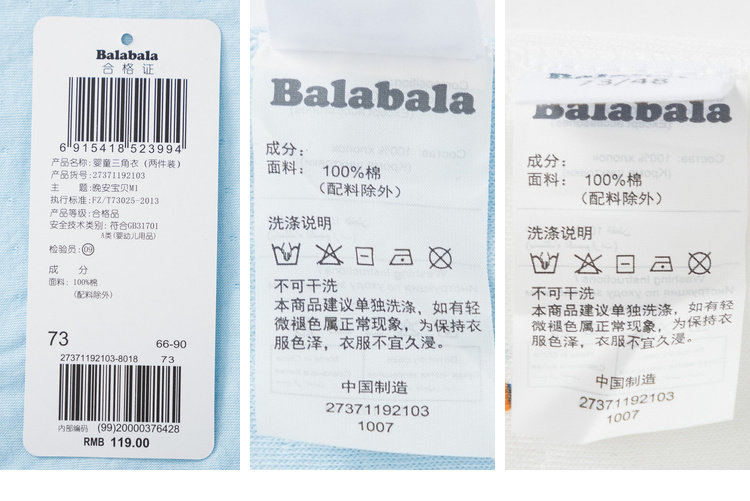 Balabala
合格证
6 915418 523994
产品名称:婴童三角衣(两件装)
产品货号:27371192103
主 题:晚安宝贝M1
执行标准:FZ/T73025-2013
产品等级:合格品
安全技术类别:符合GB31701
A类(婴幼儿用品)
检验员:09
成 分
面料:100%棉
(配料除外)
73 66-90
27371192103-8018 73
内部编码 (99)20000376428
RMB 119.00
Balabala
成分:
面料: 100%棉
(配料除外)
洗涤说明
不可干洗
本商品建议单独洗涤,如有轻
微褪色属正常现象,为保持衣
服色泽,衣服不宜久浸。
中国制造
27371192103
1007
Balabala
73/48
Balabala
成分:
面料: 100%棉
(配料除外)
洗涤说明
不可干洗
本商品建议单独洗涤,如有轻
微褪色属正常现象,为保持衣
服色泽,衣服不宜久浸。
中国制造
27371192103
1007